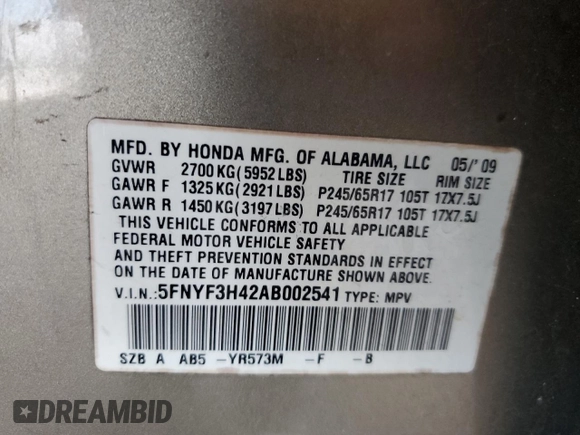 MFD. BY HONDA MFG. OF ALABAMA, LLC 05/'09
GVWR 2700 KG(5952 LBS) TIRE SIZE RIM SIZE
GAWR F 1325 KG(2921 LBS) P245/65R17 105T 17X7.5J
GAWR R 1450 KG(3197 LBS) P245/65R17 105T 17X7.5J
THIS VEHICLE CONFORMS TO ALL APPLICABLE
FEDERAL MOTOR VEHICLE SAFETY
AND THEFT PREVENTION STANDARDS IN EFFECT
ON THE DATE OF MANUFACTURE SHOWN ABOVE.
V.I.N.:5FNYF3H42AB002541 TYPE: MPV
SZB A AB5 -YR573M -F -B
DREAMBID